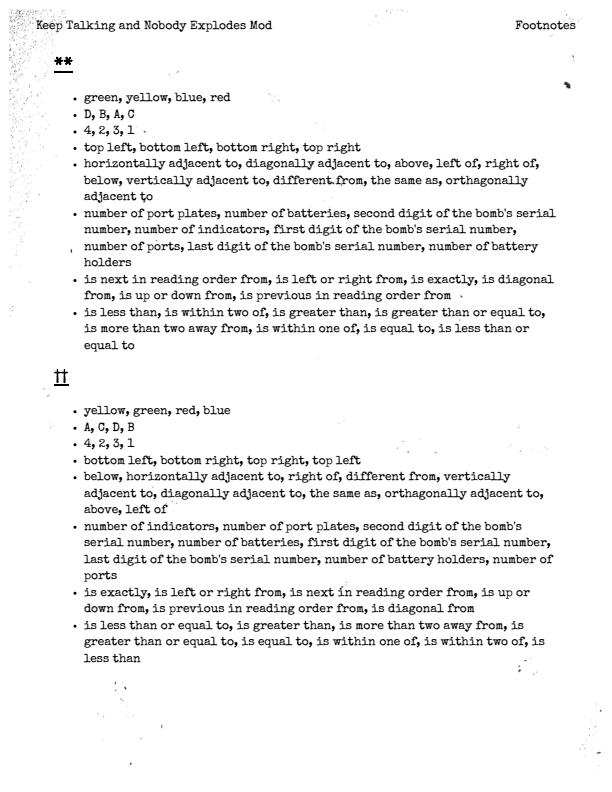 Keep Talking and Nobody Explodes Mod Footnotes
**
• green, yellow, blue, red
• D, B, A, C
• 4, 2, 3, 1
• top left, bottom left, bottom right, top right
• horizontally adjacent to, diagonally adjacent to, above, left of, right of,
below, vertically adjacent to, different from, the same as, orthagonally
adjacent to
• number of port plates, number of batteries, second digit of the bomb's serial
number, number of indicators, first digit of the bomb's serial number,
number of ports, last digit of the bomb's serial number, number of battery
holders
• is next in reading order from, is left or right from, is exactly, is diagonal
from, is up or down from, is previous in reading order from
• is less than, is within two of, is greater than, is greater than or equal to,
is more than two away from, is within one of, is equal to, is less than or
equal to
††
• yellow, green, red, blue
• A, C, D, B
• 4, 2, 3, 1
• bottom left, bottom right, top right, top left
• below, horizontally adjacent to, right of, different from, vertically
adjacent to, diagonally adjacent to, the same as, orthagonally adjacent to,
above, left of
• number of indicators, number of port plates, second digit of the bomb's
serial number, number of batteries, first digit of the bomb's serial number,
last digit of the bomb's serial number, number of battery holders, number of
ports
• is exactly, is left or right from, is next in reading order from, is up or
down from, is previous in reading order from, is diagonal from
• is less than or equal to, is greater than, is more than two away from, is
greater than or equal to, is equal to, is within one of, is within two of, is
less than